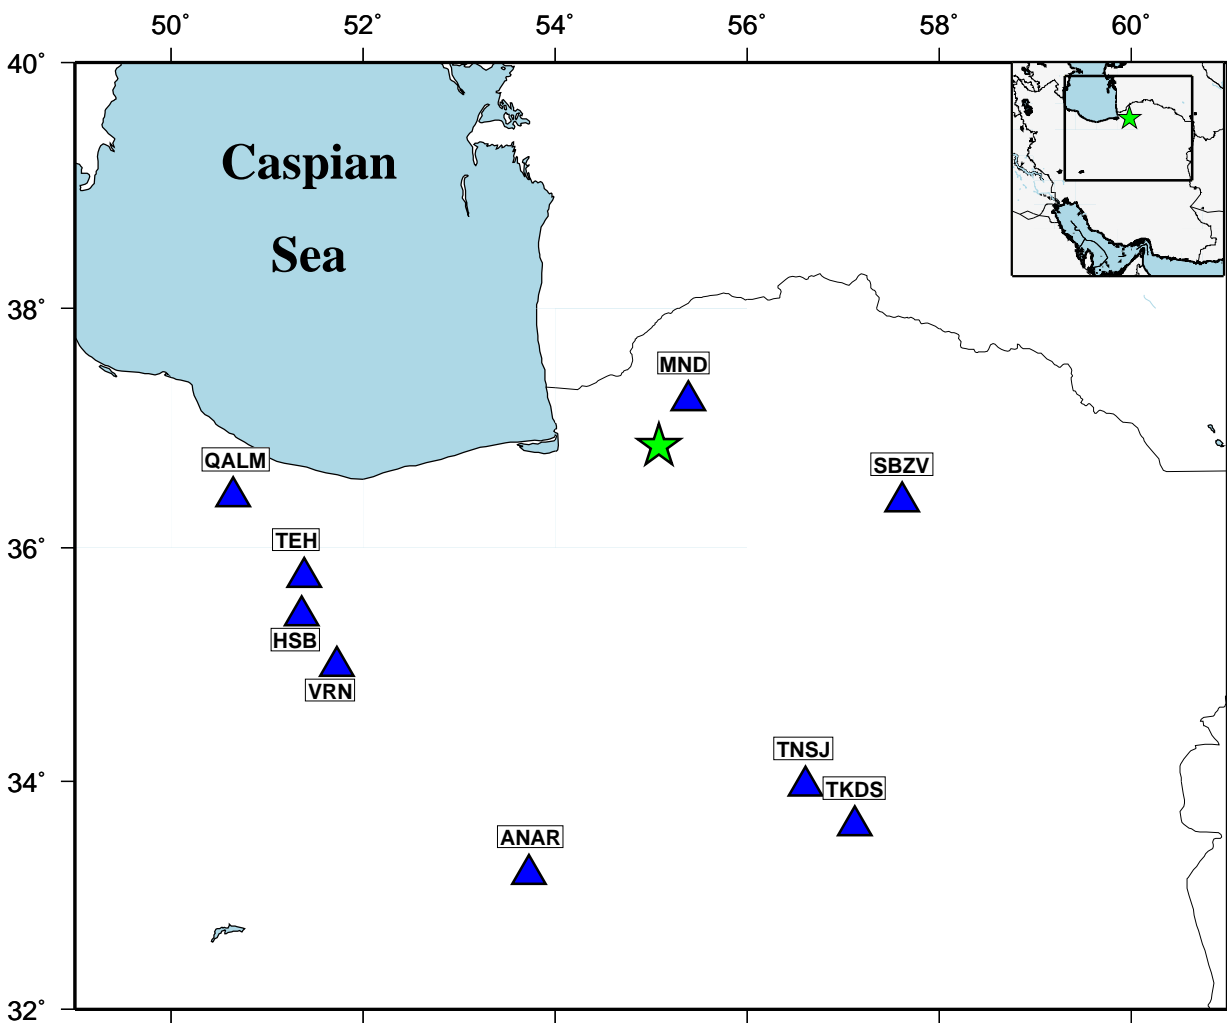 50° 52° 54° 56° 58° 60°
40°
Caspian
Sea
38°
MND
QALM
SBZV
TEH
36°
HSB
VRN
TNSJ
34°
TKDS
ANAR
32°